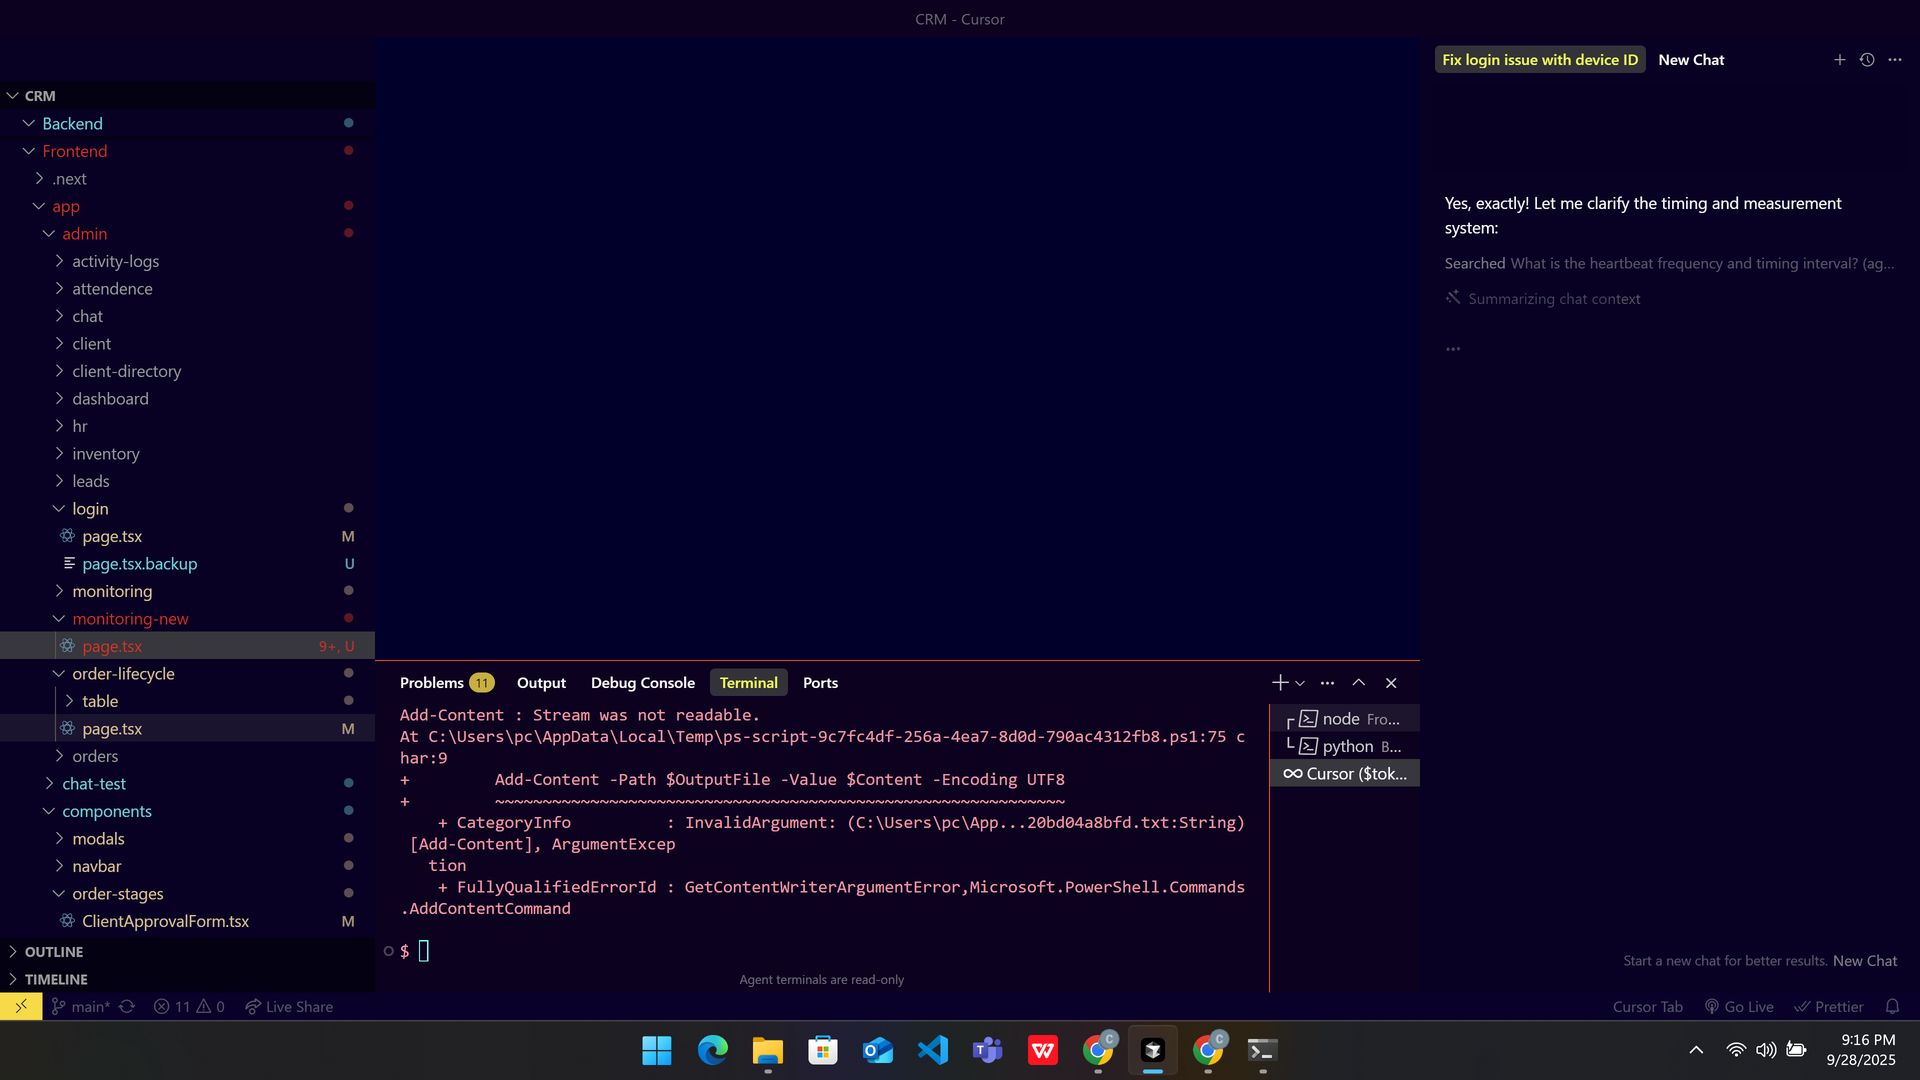 CRM - Cursor
CRM
Backend
Frontend
.next
app
admin
activity-logs
attendence
chat
client
client-directory
dashboard
hr
inventory
leads
login
page.tsx M
page.tsx.backup U
monitoring
monitoring-new
page.tsx 9+, U
order-lifecycle
table
page.tsx M
orders
chat-test
components
modals
navbar
order-stages
ClientApprovalForm.tsx M
OUTLINE
TIMELINE
Problems 11 Output Debug Console Terminal Ports
Add-Content : Stream was not readable.
At C:\Users\pc\AppData\Local\Temp\ps-script-9c7fc4df-256a-4ea7-8d0d-790ac4312fb8.ps1:75 c
har:9
+         Add-Content -Path $OutputFile -Value $Content -Encoding UTF8
+         ~~~~~~~~~~~~~~~~~~~~~~~~~~~~~~~~~~~~~~~~~~~~~~~~~~~~~~~~~~~~
    + CategoryInfo          : InvalidArgument: (C:\Users\pc\App...20bd04a8bfd.txt:String)
 [Add-Content], ArgumentExcep
   tion
    + FullyQualifiedErrorId : GetContentWriterArgumentError,Microsoft.PowerShell.Commands
.AddContentCommand
$
Agent terminals are read-only
node Fro...
python B...
Cursor ($tok...
Fix login issue with device ID New Chat
Yes, exactly! Let me clarify the timing and measurement
system:
Searched What is the heartbeat frequency and timing interval? (ag...
Summarizing chat context
...
Start a new chat for better results. New Chat
main* 11 0 Live Share
Cursor Tab Go Live Prettier
C
C
9:16 PM
9/28/2025